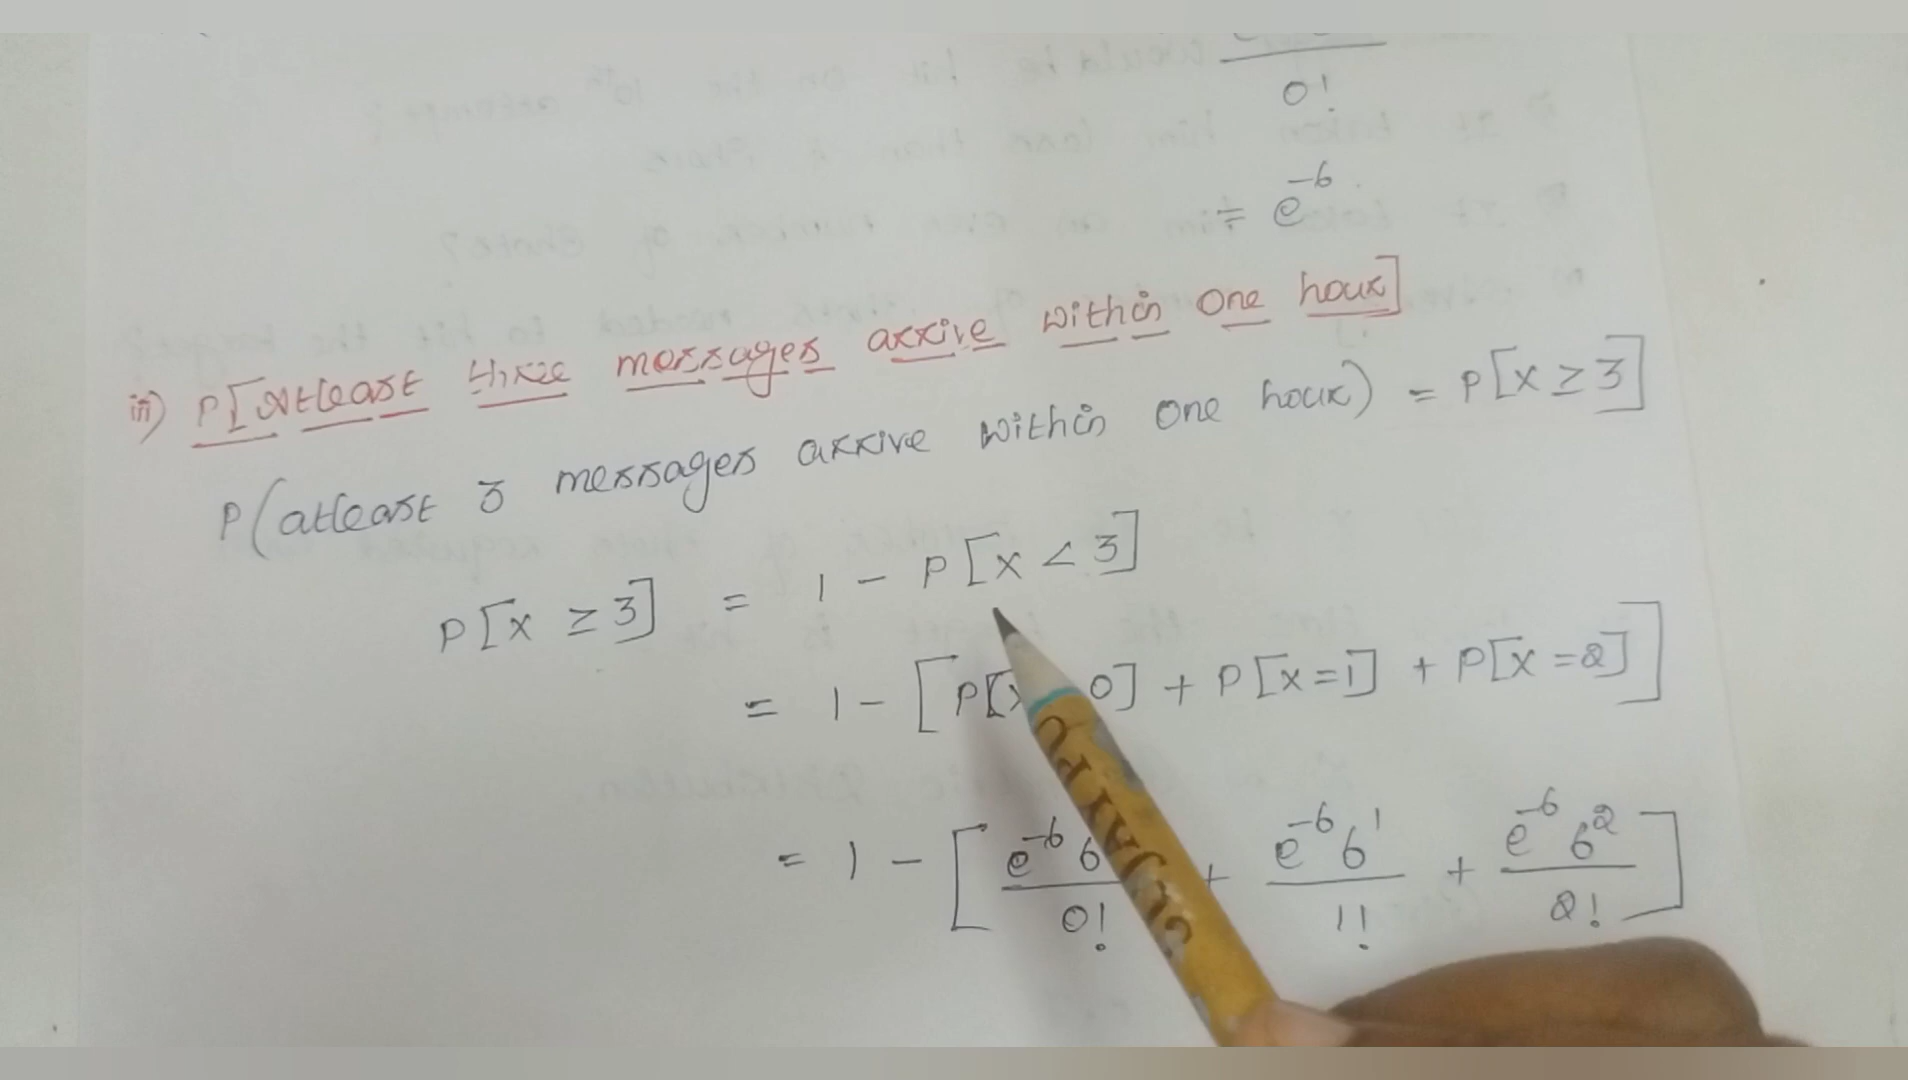 0!
= e^-6
iii) P[Atleast three messages arrive within one hour]
P(atleast 3 messages arrive within one hour) = P[X ≥ 3]
P[X ≥ 3] = 1 - P[X < 3]
= 1 - [P[X 0] + P[X = 1] + P[X = 2]]
= 1 - [e^-6 6 / 0! + e^-6 6^1 / 1! + e^-6 6^2 / 2!]